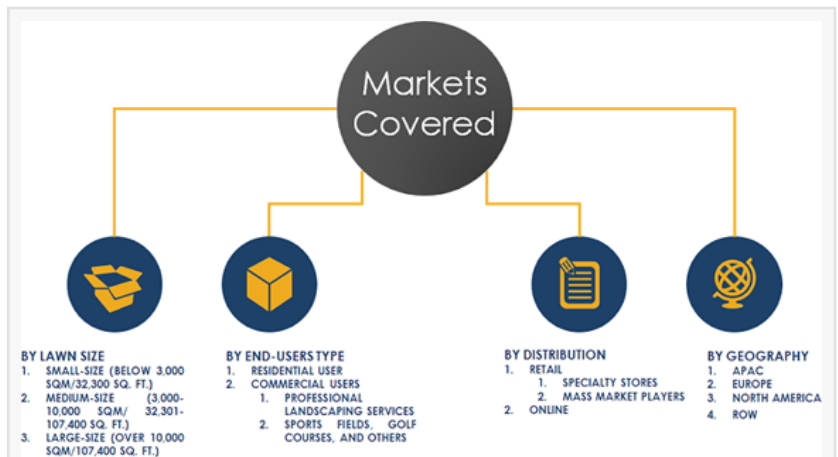 Markets
Covered
BY LAWN SIZE
1. SMALL-SIZE (BELOW 3,000
SQM/32,300 SQ. FT.)
2. MEDIUM-SIZE (3,000-
10,000 SQM/ 32,301-
107,400 SQ. FT.)
3. LARGE-SIZE (OVER 10,000
SQM/107,400 SQ. FT.)
BY END-USERS TYPE
1. RESIDENTIAL USER
2. COMMERCIAL USERS
1. PROFESSIONAL
LANDSCAPING SERVICES
2. SPORTS FIELDS, GOLF
COURSES, AND OTHERS
BY DISTRIBUTION
1. RETAIL
1. SPECIALTY STORES
2. MASS MARKET PLAYERS
2. ONLINE
BY GEOGRAPHY
1. APAC
2. EUROPE
3. NORTH AMERICA
4. ROW